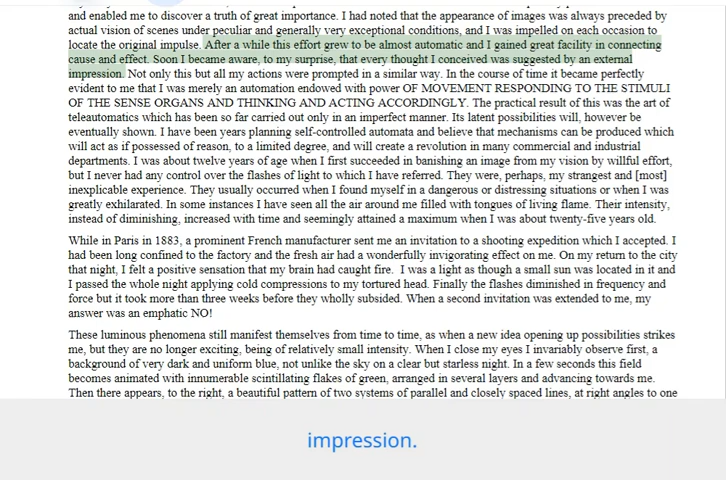 and enabled me to discover a truth of great importance. I had noted that the appearance of images was always preceded by
actual vision of scenes under peculiar and generally very exceptional conditions, and I was impelled on each occasion to
locate the original impulse. After a while this effort grew to be almost automatic and I gained great facility in connecting
cause and effect. Soon I became aware, to my surprise, that every thought I conceived was suggested by an external
impression. Not only this but all my actions were prompted in a similar way. In the course of time it became perfectly
evident to me that I was merely an automation endowed with power OF MOVEMENT RESPONDING TO THE STIMULI
OF THE SENSE ORGANS AND THINKING AND ACTING ACCORDINGLY. The practical result of this was the art of
teleautomatics which has been so far carried out only in an imperfect manner. Its latent possibilities will, however be
eventually shown. I have been years planning self-controlled automata and believe that mechanisms can be produced which
will act as if possessed of reason, to a limited degree, and will create a revolution in many commercial and industrial
departments. I was about twelve years of age when I first succeeded in banishing an image from my vision by willful effort,
but I never had any control over the flashes of light to which I have referred. They were, perhaps, my strangest and [most]
inexplicable experience. They usually occurred when I found myself in a dangerous or distressing situations or when I was
greatly exhilarated. In some instances I have seen all the air around me filled with tongues of living flame. Their intensity,
instead of diminishing, increased with time and seemingly attained a maximum when I was about twenty-five years old.
While in Paris in 1883, a prominent French manufacturer sent me an invitation to a shooting expedition which I accepted. I
had been long confined to the factory and the fresh air had a wonderfully invigorating effect on me. On my return to the city
that night, I felt a positive sensation that my brain had caught fire. I was a light as though a small sun was located in it and
I passed the whole night applying cold compressions to my tortured head. Finally the flashes diminished in frequency and
force but it took more than three weeks before they wholly subsided. When a second invitation was extended to me, my
answer was an emphatic NO!
These luminous phenomena still manifest themselves from time to time, as when a new idea opening up possibilities strikes
me, but they are no longer exciting, being of relatively small intensity. When I close my eyes I invariably observe first, a
background of very dark and uniform blue, not unlike the sky on a clear but starless night. In a few seconds this field
becomes animated with innumerable scintillating flakes of green, arranged in several layers and advancing towards me.
Then there appears, to the right, a beautiful pattern of two systems of parallel and closely spaced lines, at right angles to one
impression.